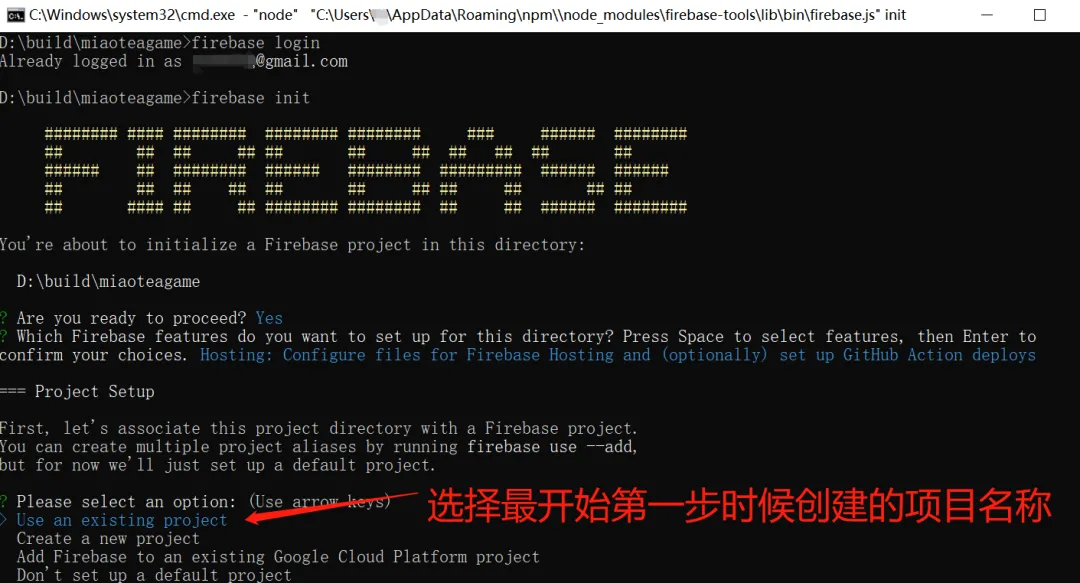 C:\Windows\system32\cmd.exe - "node" "C:\Users\ \AppData\Roaming\npm\\node_modules\firebase-tools\lib\bin\firebase.js" init
D:\build\miaoteagame>firebase login
Already logged in as @gmail.com
D:\build\miaoteagame>firebase init
######## #### ######## ######## ########     ###     ######  ########
##        ## ##     ## ##       ##     ##  ##   ##  ##       ##
######    ## ########  ######   ########  #########  ######  ######
##        ## ##    ##  ##       ##     ## ##     ##       ## ##
##       #### ##     ## ######## ########  ##     ##  ######  ########
You're about to initialize a Firebase project in this directory:
D:\build\miaoteagame
? Are you ready to proceed? Yes
? Which Firebase features do you want to set up for this directory? Press Space to select features, then Enter to
confirm your choices. Hosting: Configure files for Firebase Hosting and (optionally) set up GitHub Action deploys
=== Project Setup
First, let's associate this project directory with a Firebase project.
You can create multiple project aliases by running firebase use --add,
but for now we'll just set up a default project.
? Please select an option: (Use arrow keys)
> Use an existing project
选择最开始第一步时候创建的项目名称
Create a new project
Add Firebase to an existing Google Cloud Platform project
Don't set up a default project